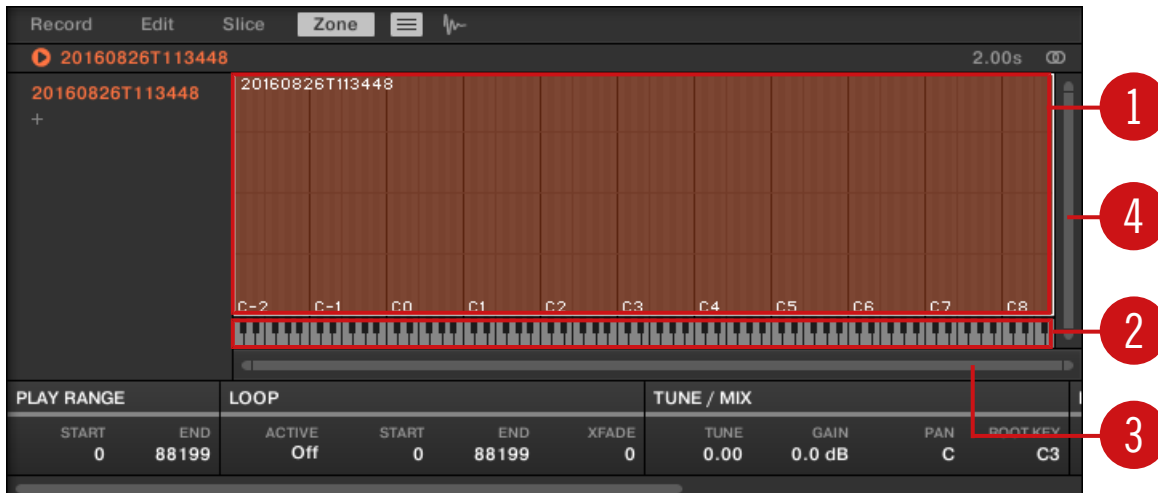 Record Edit Slice Zone
20160826T113448 2.00s
20160826T113448 20160826T113448
+
1
4
C-2 C-1 C0 C1 C2 C3 C4 C5 C6 C7 C8
2
PLAY RANGE LOOP TUNE / MIX
START END ACTIVE START END XFADE TUNE GAIN PAN ROOT KEY
0 88199 Off 0 88199 0 0.00 0.0 dB C C3
3